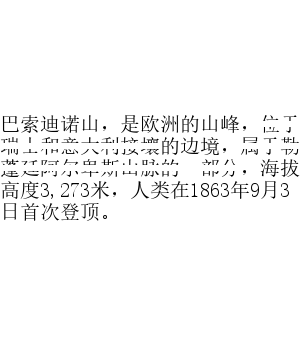 巴索迪诺山，是欧洲的山峰，位于
瑞士和意大利接壤的边境，属于勒
蓬廷阿尔卑斯山脉的一部分，海拔
高度3,273米，人类在1863年9月3
日首次登顶。